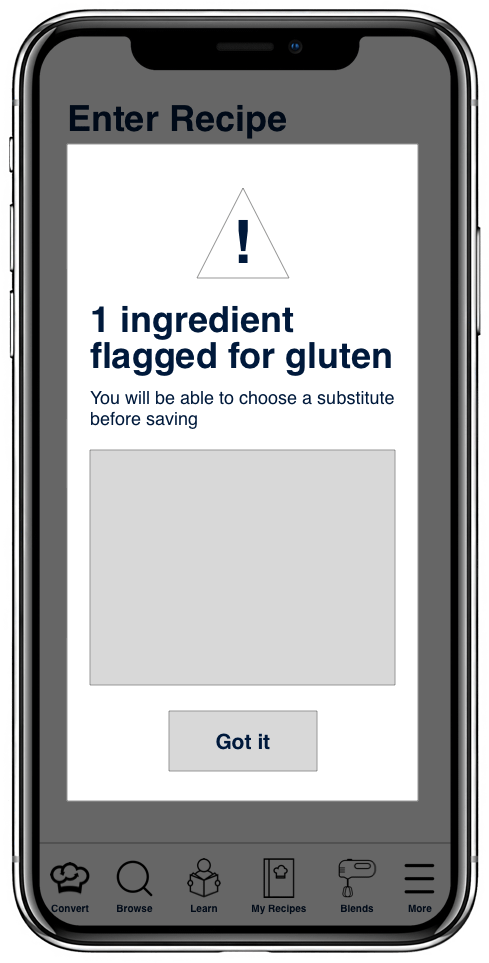 Enter Recipe
!
1 ingredient
flagged for gluten
You will be able to choose a substitute
before saving
Got it
Convert Browse Learn My Recipes Blends More